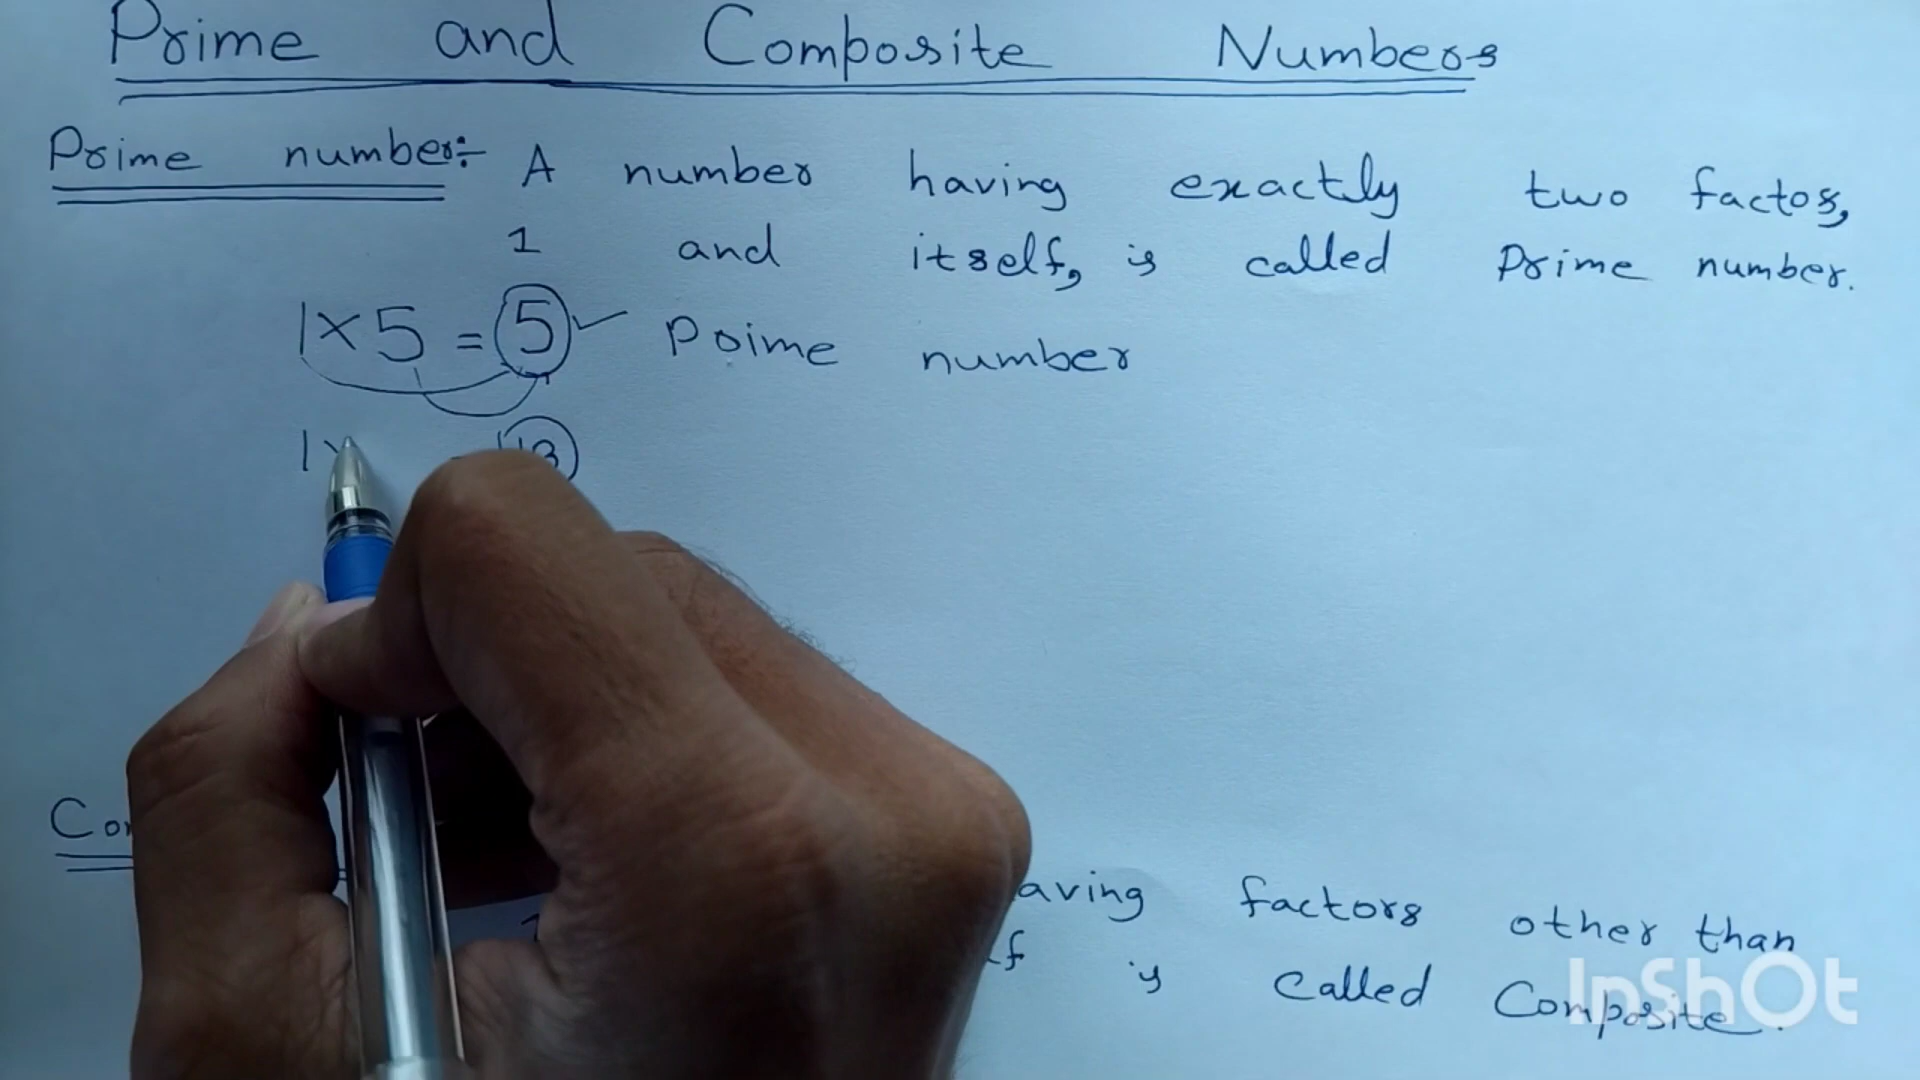 Prime and Composite Numbers
Prime number:- A number having exactly two factors,
1 and itself, is called Prime number.
1 × 5 = 5 ✓ Prime number
1 ×
aving factors other than
is called Composite.
InShOt